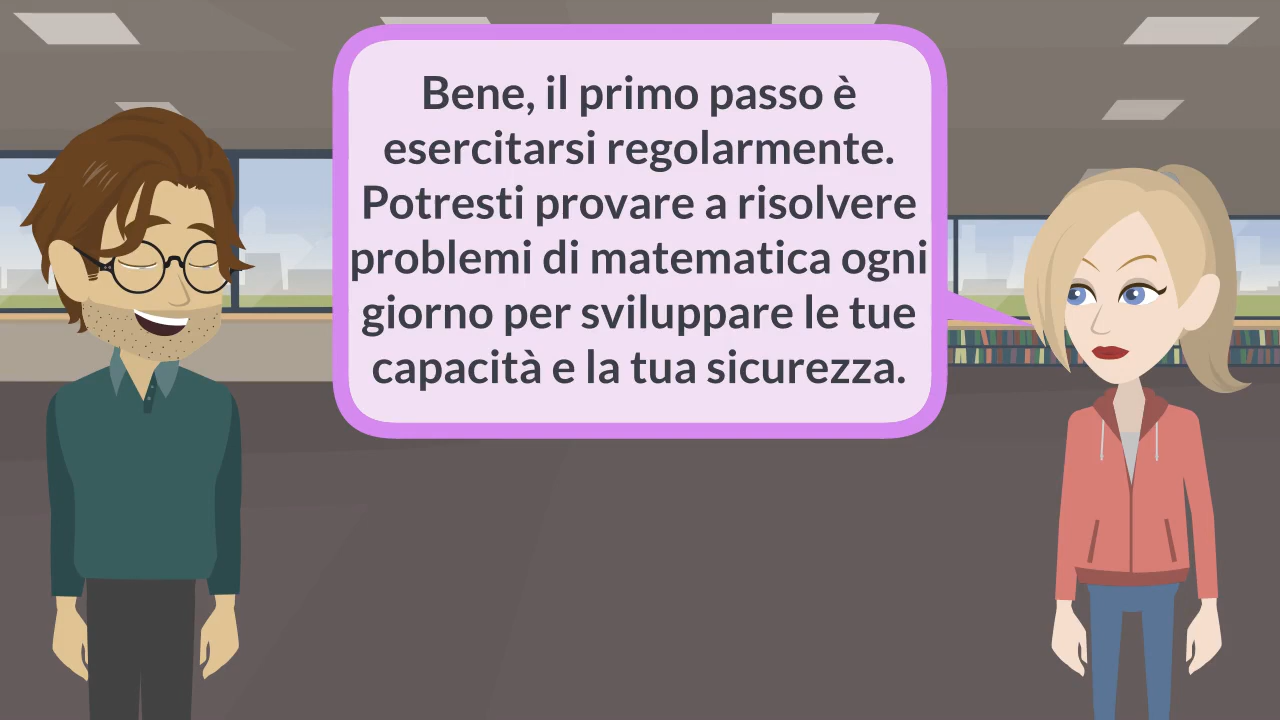 Bene, il primo passo è
esercitarsi regolarmente.
Potresti provare a risolvere
problemi di matematica ogni
giorno per sviluppare le tue
capacità e la tua sicurezza.